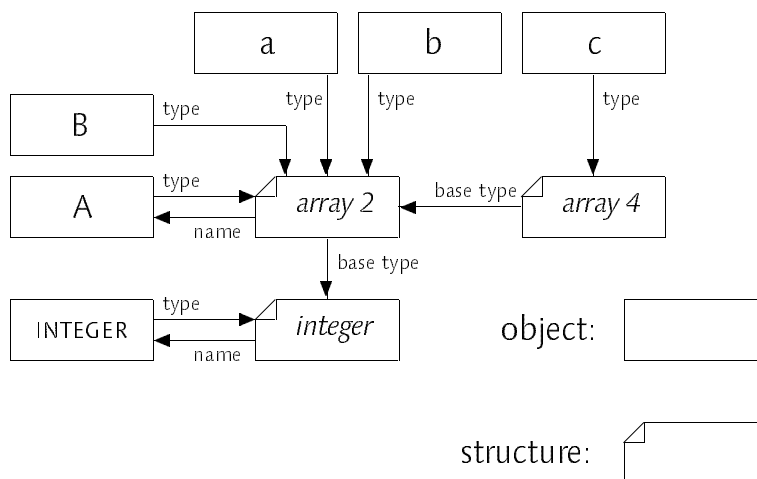 a b c
type type type
B type
A type array 2 base type array 4
name
base type
INTEGER type integer object:
name
structure: